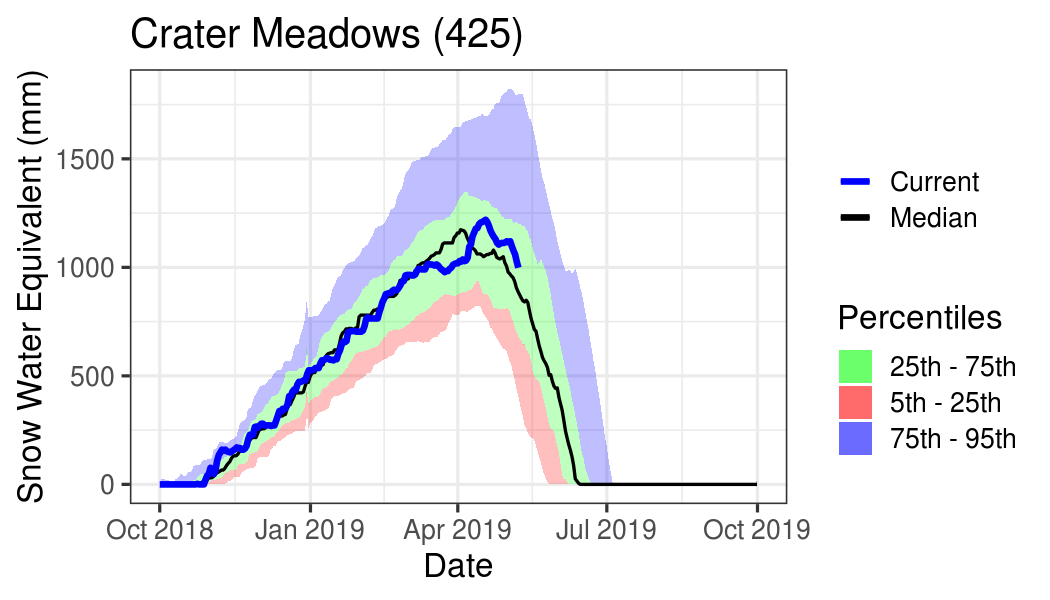 Crater Meadows (425)
Snow Water Equivalent (mm)
1500
1000
500
0
Oct 2018
Jan 2019
Apr 2019
Jul 2019
Oct 2019
Date
Current
Median
Percentiles
25th - 75th
5th - 25th
75th - 95th